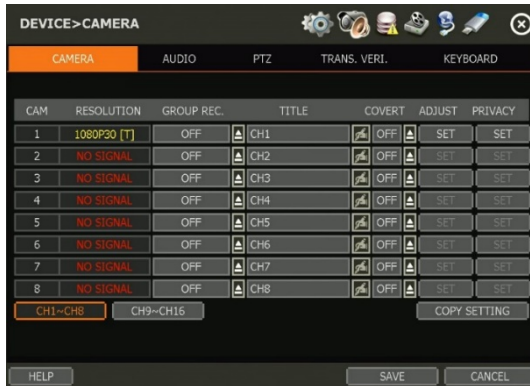 DEVICE>CAMERA
CAMERA AUDIO PTZ TRANS. VERI. KEYBOARD
CAM RESOLUTION GROUP REC. TITLE COVERT ADJUST PRIVACY
1 1080P30 [T] OFF CH1 OFF SET SET
2 NO SIGNAL OFF CH2 OFF SET SET
3 NO SIGNAL OFF CH3 OFF SET SET
4 NO SIGNAL OFF CH4 OFF SET SET
5 NO SIGNAL OFF CH5 OFF SET SET
6 NO SIGNAL OFF CH6 OFF SET SET
7 NO SIGNAL OFF CH7 OFF SET SET
8 NO SIGNAL OFF CH8 OFF SET SET
CH1~CH8 CH9~CH16 COPY SETTING
HELP SAVE CANCEL